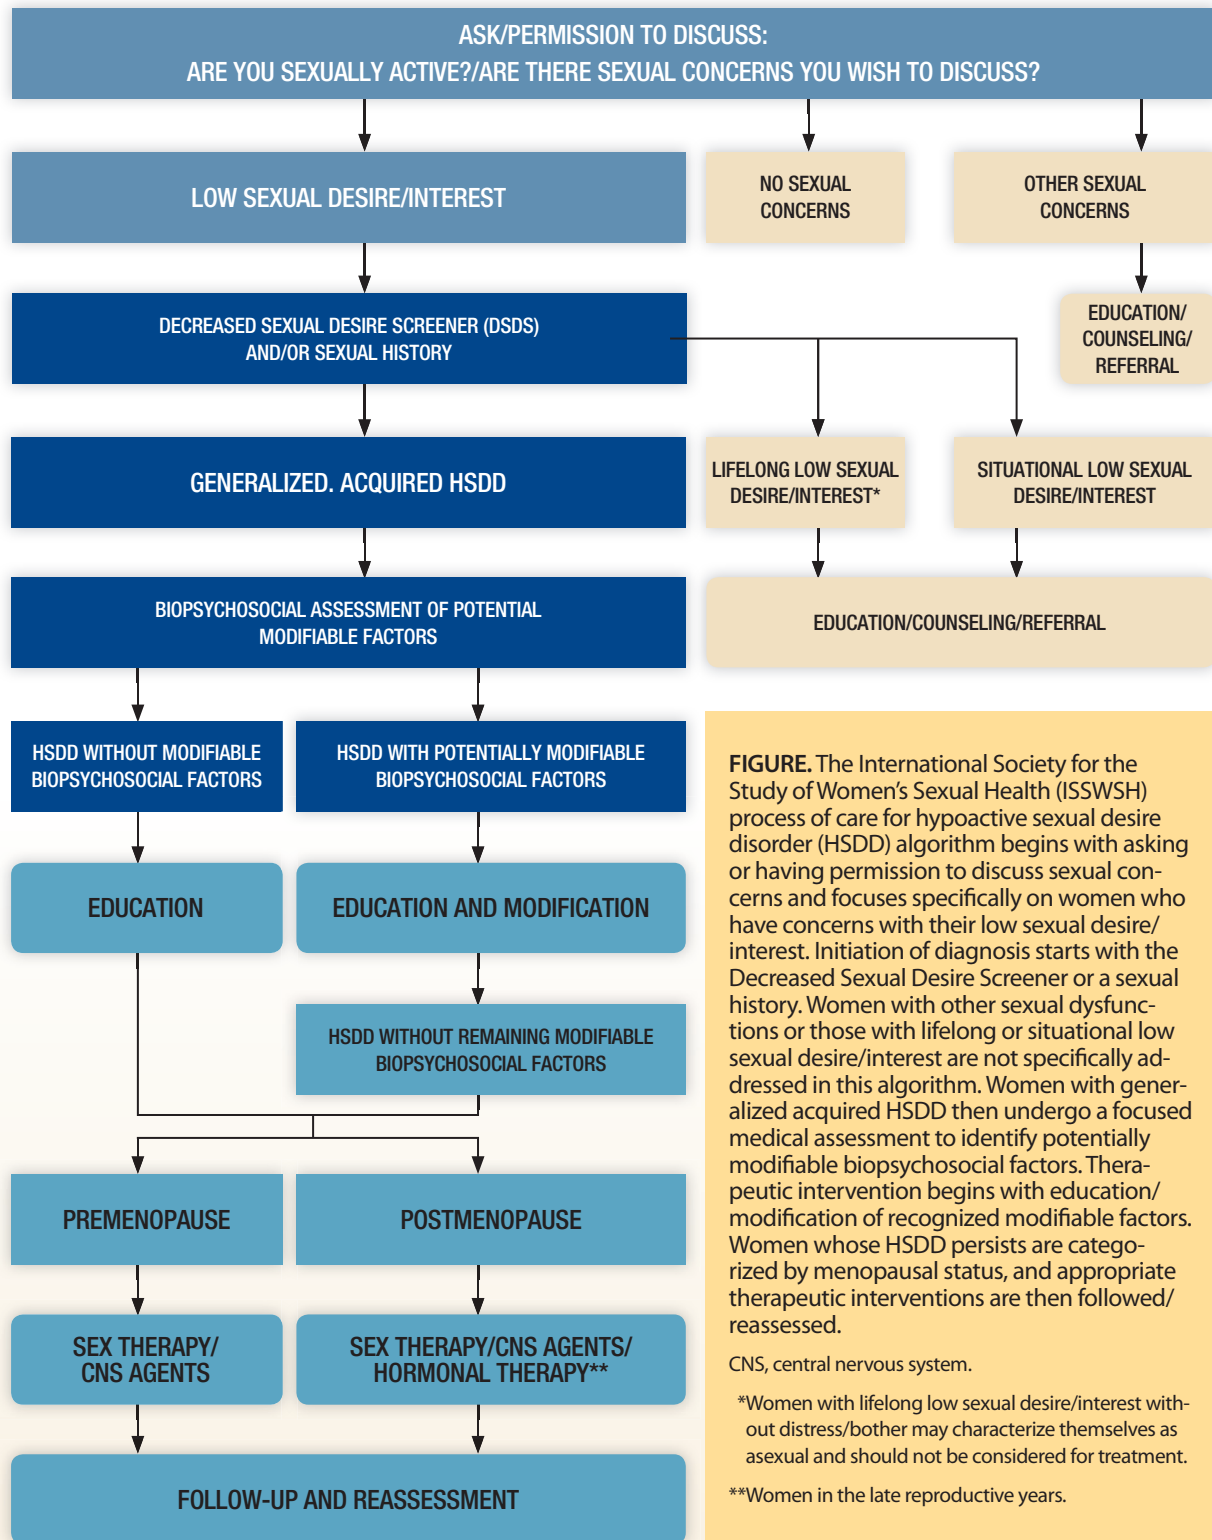 ASK/PERMISSION TO DISCUSS:
ARE YOU SEXUALLY ACTIVE?/ARE THERE SEXUAL CONCERNS YOU WISH TO DISCUSS?
LOW SEXUAL DESIRE/INTEREST
NO SEXUAL
CONCERNS
OTHER SEXUAL
CONCERNS
DECREASED SEXUAL DESIRE SCREENER (DSDS)
AND/OR SEXUAL HISTORY
EDUCATION/
COUNSELING/
REFERRAL
GENERALIZED. ACQUIRED HSDD
LIFELONG LOW SEXUAL
DESIRE/INTEREST*
SITUATIONAL LOW SEXUAL
DESIRE/INTEREST
BIOPSYCHOSOCIAL ASSESSMENT OF POTENTIAL
MODIFIABLE FACTORS
EDUCATION/COUNSELING/REFERRAL
HSDD WITHOUT MODIFIABLE
BIOPSYCHOSOCIAL FACTORS
HSDD WITH POTENTIALLY MODIFIABLE
BIOPSYCHOSOCIAL FACTORS
EDUCATION
EDUCATION AND MODIFICATION
HSDD WITHOUT REMAINING MODIFIABLE
BIOPSYCHOSOCIAL FACTORS
PREMENOPAUSE
POSTMENOPAUSE
SEX THERAPY/
CNS AGENTS
SEX THERAPY/CNS AGENTS/
HORMONAL THERAPY**
FOLLOW-UP AND REASSESSMENT
FIGURE. The International Society for the
Study of Women's Sexual Health (ISSWSH)
process of care for hypoactive sexual desire
disorder (HSDD) algorithm begins with asking
or having permission to discuss sexual con-
cerns and focuses specifically on women who
have concerns with their low sexual desire/
interest. Initiation of diagnosis starts with the
Decreased Sexual Desire Screener or a sexual
history. Women with other sexual dysfunc-
tions or those with lifelong or situational low
sexual desire/interest are not specifically ad-
dressed in this algorithm. Women with gener-
alized acquired HSDD then undergo a focused
medical assessment to identify potentially
modifiable biopsychosocial factors. Thera-
peutic intervention begins with education/
modification of recognized modifiable factors.
Women whose HSDD persists are catego-
rized by menopausal status, and appropriate
therapeutic interventions are then followed/
reassessed.
CNS, central nervous system.
*Women with lifelong low sexual desire/interest with-
out distress/bother may characterize themselves as
asexual and should not be considered for treatment.
**Women in the late reproductive years.